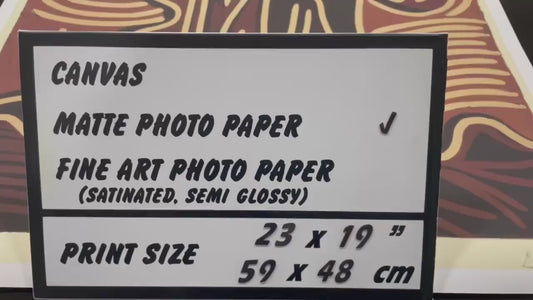 CANVAS
MATTE PHOTO PAPER ✓
FINE ART PHOTO PAPER
(SATINATED, SEMI GLOSSY)
PRINT SIZE
23 x 19 "
59 x 48 cm